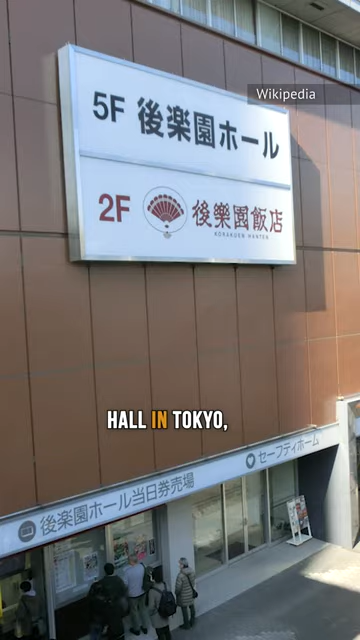 Wikipedia
5F 後楽園ホール
2F 後樂園飯店
KORAKUEN HANTEN
HALL IN TOKYO,
後楽園ホール当日券売場
セーフティホーム